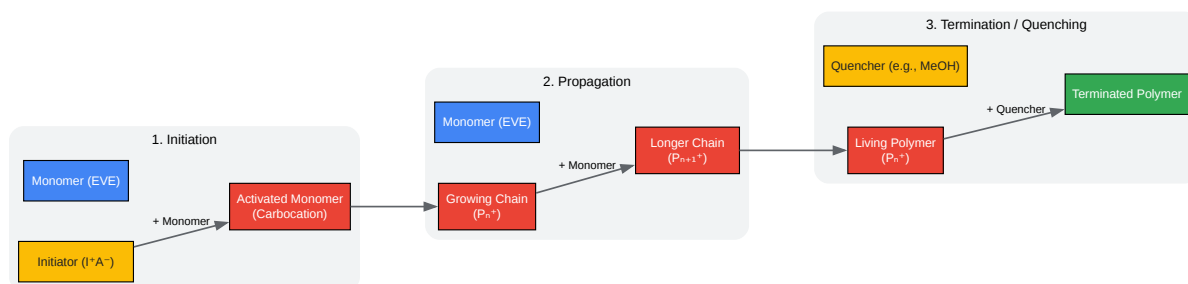 1. Initiation
Monomer (EVE)
+ Monomer
Activated Monomer
(Carbocation)
Initiator (I⁺A⁻)
2. Propagation
Monomer (EVE)
+ Monomer
Longer Chain
(Pₙ₊₁⁺)
Growing Chain
(Pₙ⁺)
3. Termination / Quenching
Quencher (e.g., MeOH)
+ Quencher
Terminated Polymer
Living Polymer
(Pₙ⁺)